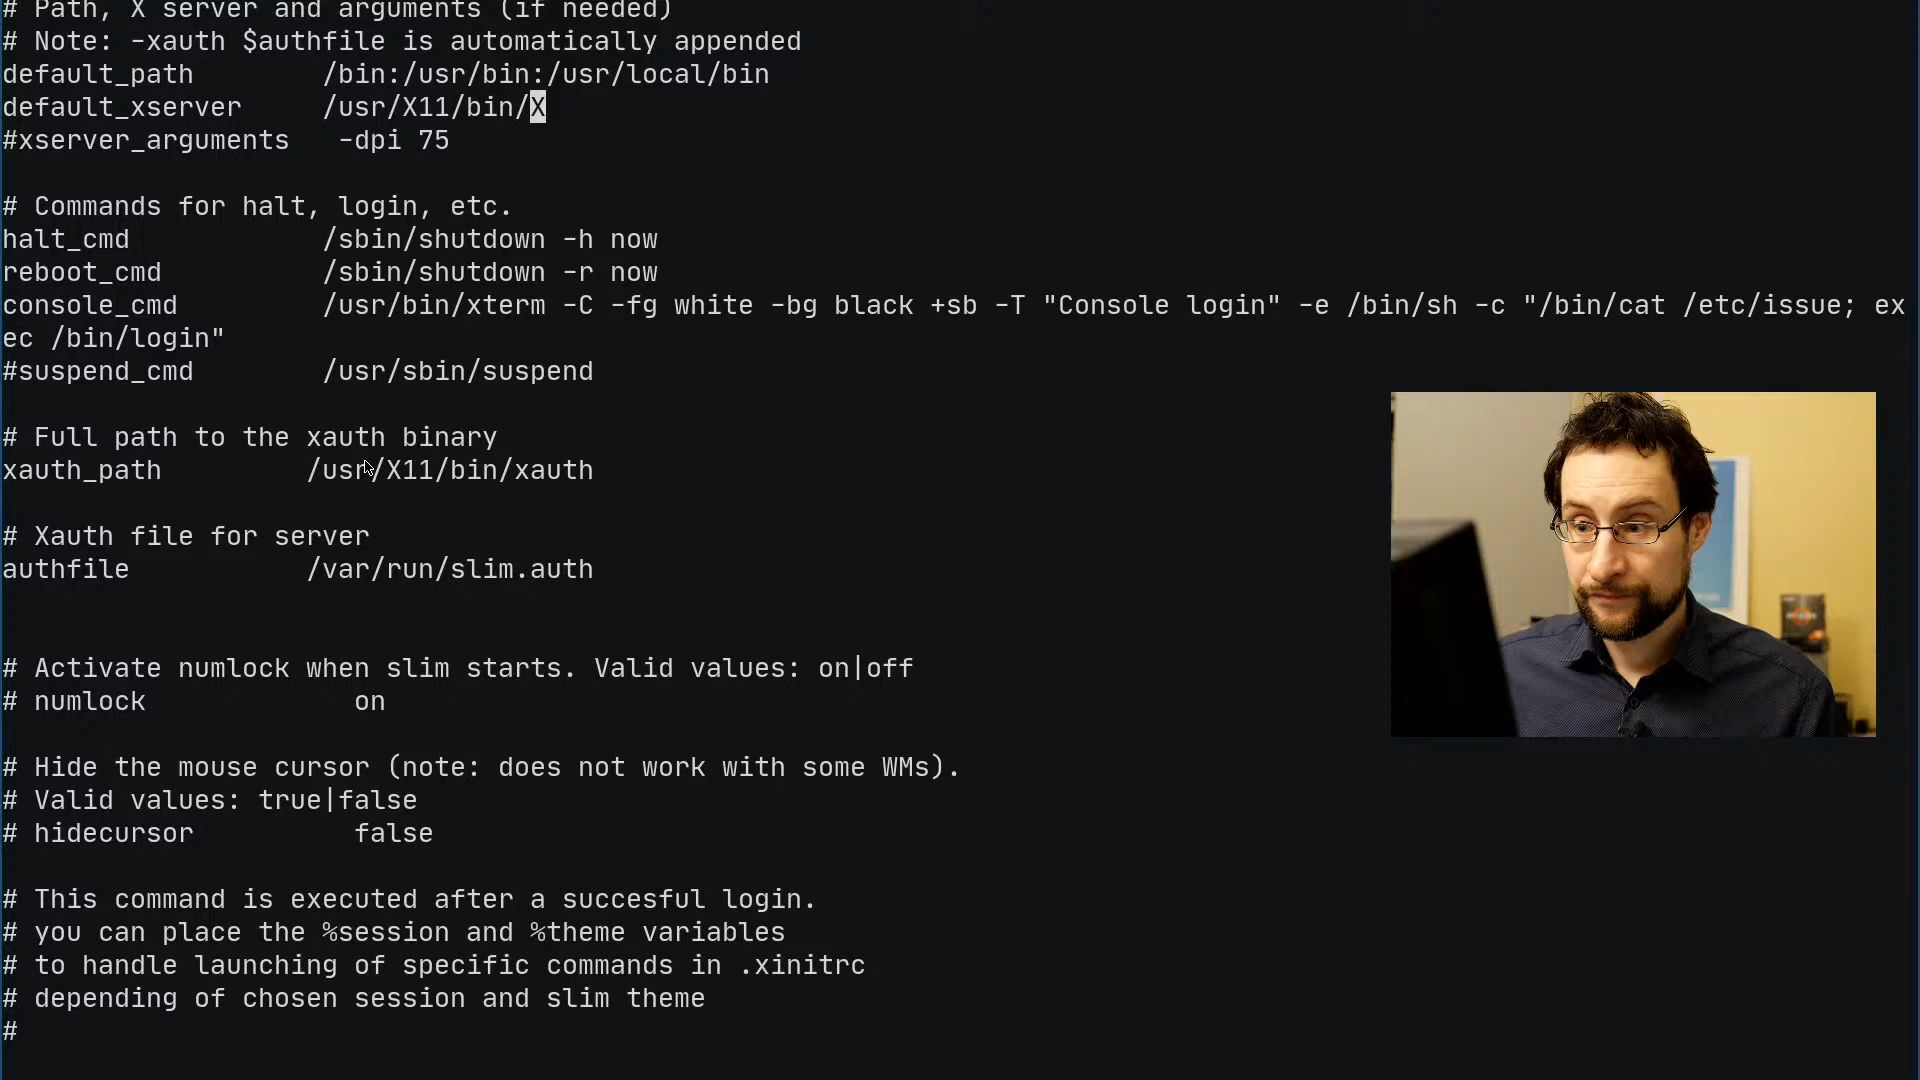 # Path, X server and arguments (if needed)
# Note: -xauth $authfile is automatically appended
default_path        /bin:/usr/bin:/usr/local/bin
default_xserver     /usr/X11/bin/X
#xserver_arguments   -dpi 75
# Commands for halt, login, etc.
halt_cmd            /sbin/shutdown -h now
reboot_cmd          /sbin/shutdown -r now
console_cmd         /usr/bin/xterm -C -fg white -bg black +sb -T "Console login" -e /bin/sh -c "/bin/cat /etc/issue; ex
ec /bin/login"
#suspend_cmd        /usr/sbin/suspend
# Full path to the xauth binary
xauth_path         /usr/X11/bin/xauth
# Xauth file for server
authfile           /var/run/slim.auth
# Activate numlock when slim starts. Valid values: on|off
# numlock             on
# Hide the mouse cursor (note: does not work with some WMs).
# Valid values: true|false
# hidecursor          false
# This command is executed after a succesful login.
# you can place the %session and %theme variables
# to handle launching of specific commands in .xinitrc
# depending of chosen session and slim theme
#